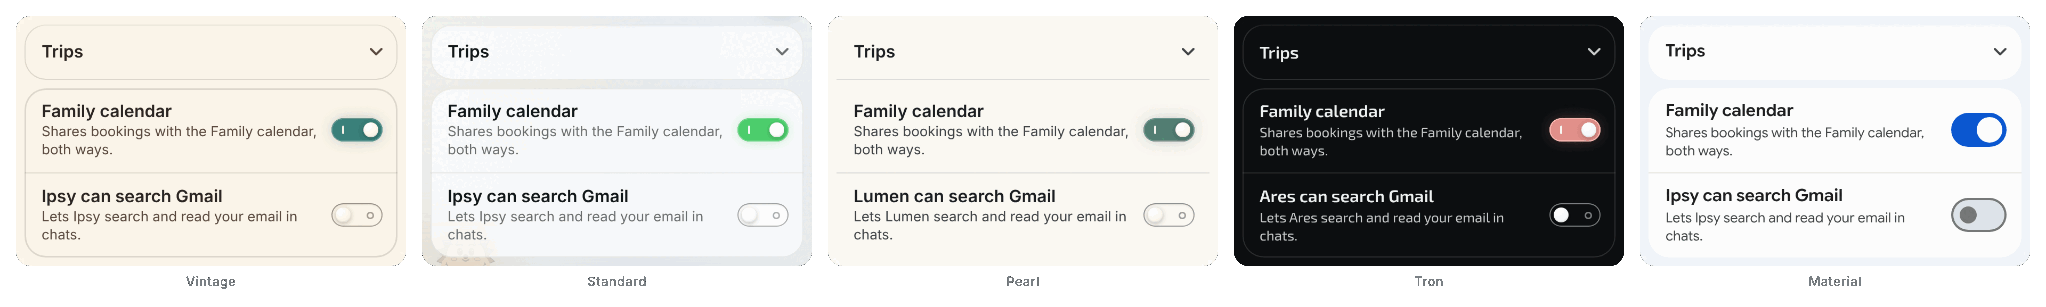 Trips
Family calendar
Shares bookings with the Family calendar,
both ways.
Ipsy can search Gmail
Lets Ipsy search and read your email in
chats.
Vintage
Trips
Family calendar
Shares bookings with the Family calendar,
both ways.
Ipsy can search Gmail
Lets Ipsy search and read your email in
chats.
Standard
Trips
Family calendar
Shares bookings with the Family calendar,
both ways.
Lumen can search Gmail
Lets Lumen search and read your email in
chats.
Pearl
Trips
Family calendar
Shares bookings with the Family calendar,
both ways.
Ares can search Gmail
Lets Ares search and read your email in
chats.
Tron
Trips
Family calendar
Shares bookings with the Family calendar,
both ways.
Ipsy can search Gmail
Lets Ipsy search and read your email in
chats.
Material